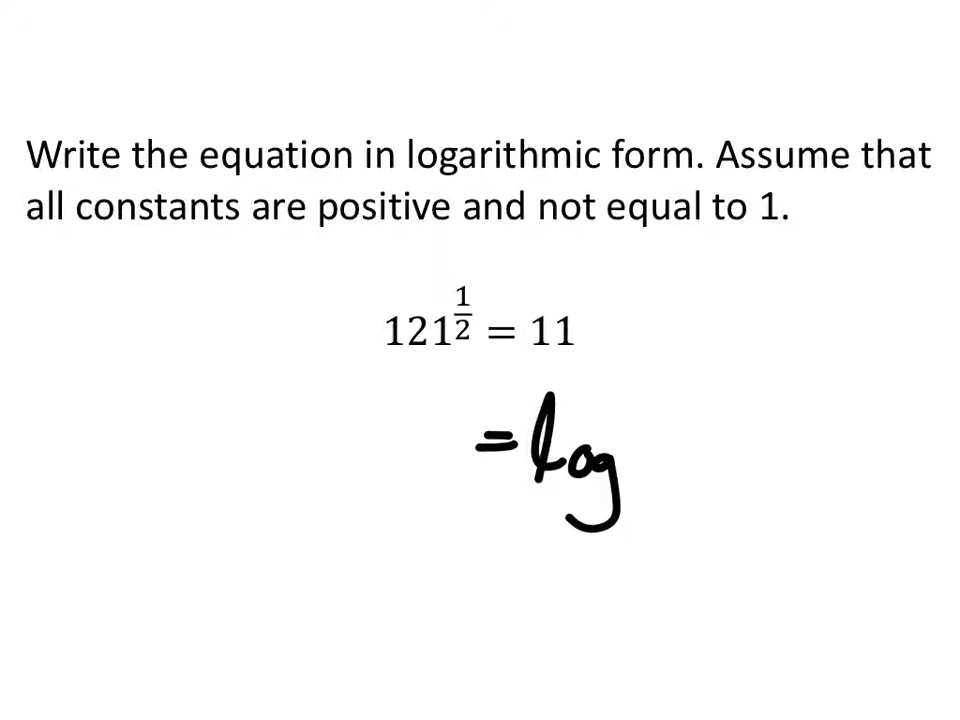 Write the equation in logarithmic form. Assume that
all constants are positive and not equal to 1.
121^{\frac{1}{2}} = 11
= log